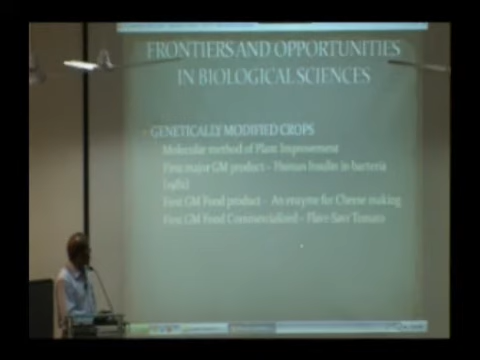 FRONTIERS AND OPPORTUNITIES
IN BIOLOGICAL SCIENCES
GENETICALLY MODIFIED CROPS
Molecular method of Plant Improvement
First major GM product – Human Insulin in bacteria
(1982)
First GM Food product - An enzyme for Cheese making
First GM Food Commercialized – Flavr Savr Tomato